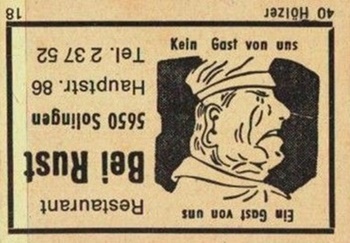 Ein Gast von uns
Kein Gast von uns
Restaurant
Bei Rust
5650 Solingen
Hauptstr. 86
Tel. 2 37 52
40 Hölzer
18